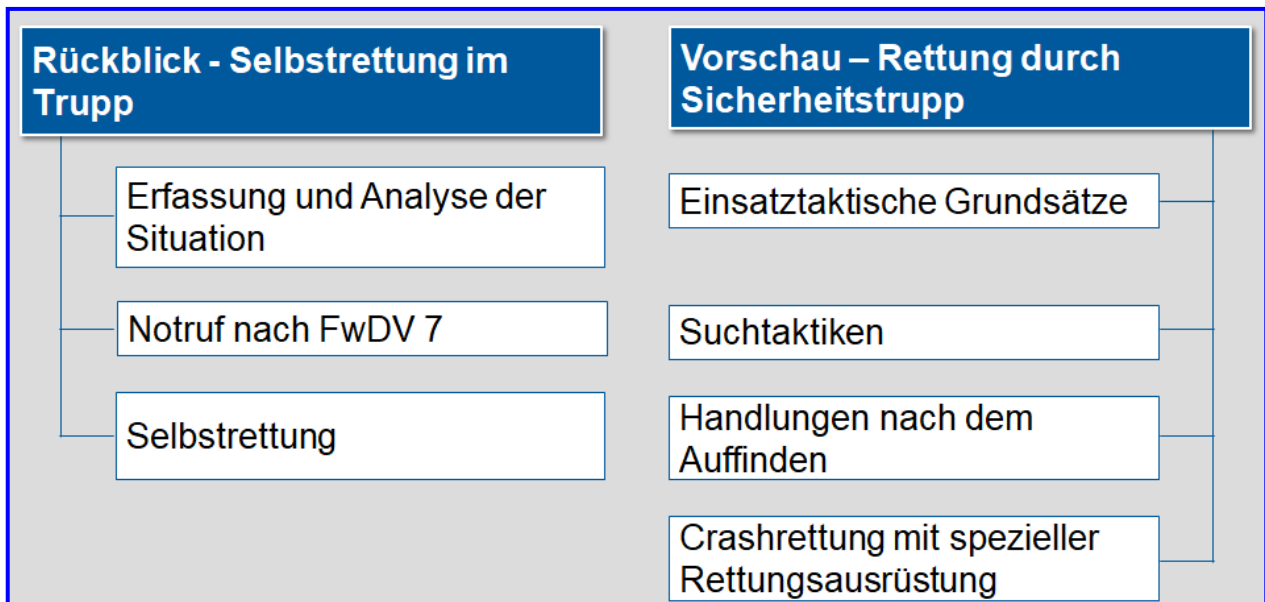 Rückblick - Selbstrettung im
Trupp
Erfassung und Analyse der
Situation
Notruf nach FwDV 7
Selbstrettung
Vorschau – Rettung durch
Sicherheitstrupp
Einsatztaktische Grundsätze
Suchtaktiken
Handlungen nach dem
Auffinden
Crashrettung mit spezieller
Rettungsausrüstung